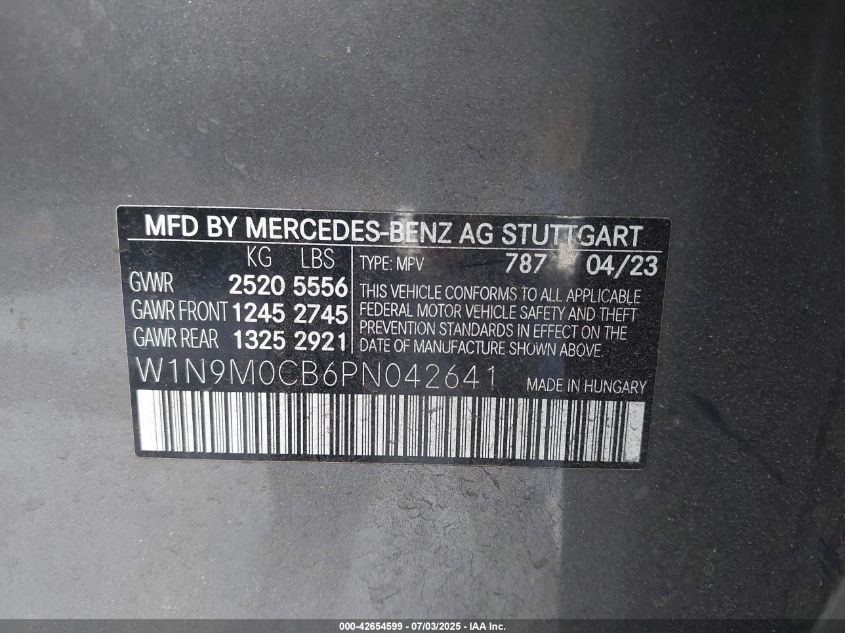 MFD BY MERCEDES-BENZ AG STUTTGART
KG LBS
GVWR 2520 5556
GAWR FRONT 1245 2745
GAWR REAR 1325 2921
TYPE: MPV 787 04/23
THIS VEHICLE CONFORMS TO ALL APPLICABLE
FEDERAL MOTOR VEHICLE SAFETY AND THEFT
PREVENTION STANDARDS IN EFFECT ON THE
DATE OF MANUFACTURE SHOWN ABOVE.
W1N9M0CB6PN042641 MADE IN HUNGARY
000-42654599 - 07/03/2025 - IAA Inc.